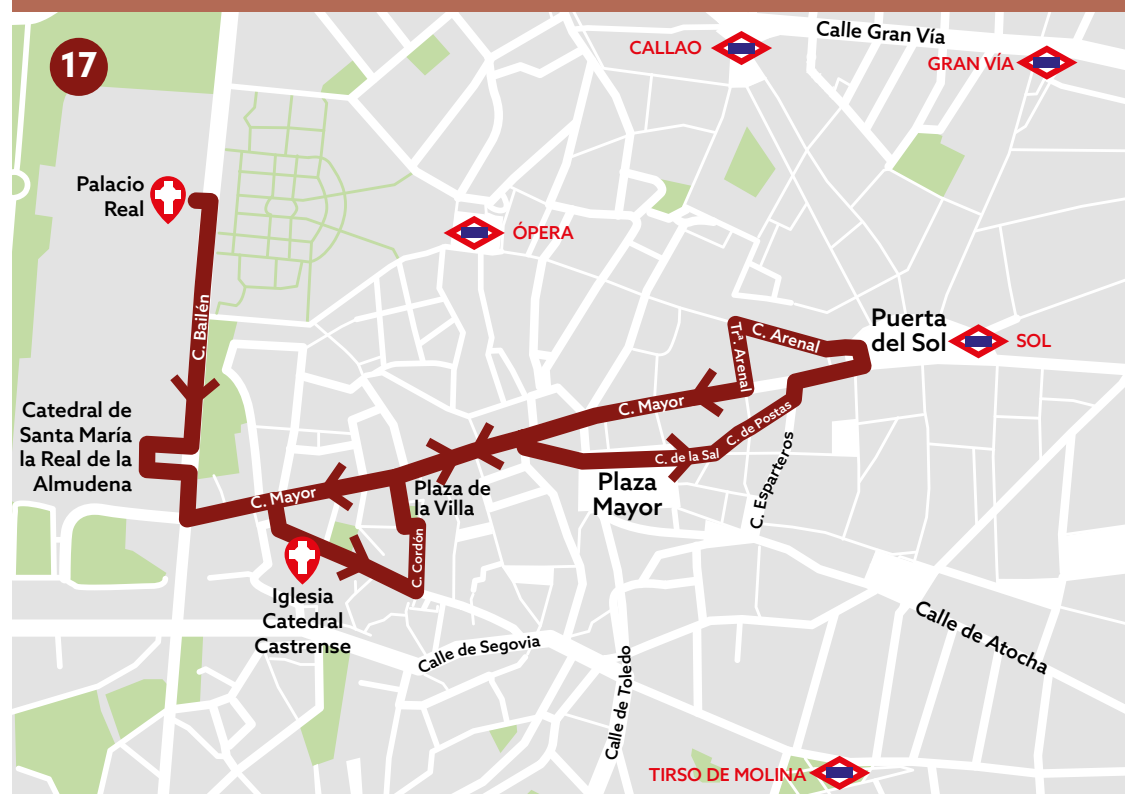 17
CALLAO
Calle Gran Vía
GRAN VÍA
Palacio
Real
ÓPERA
C. Bailén
Puerta
del Sol
SOL
C. Arenal
Trª. Arenal
C. Mayor
C. de Postas
C. de la Sal
Catedral de
Santa María
la Real de la
Almudena
Plaza
Mayor
C. Esparteros
Plaza de
la Villa
C. Mayor
C. Cordón
Iglesia
Catedral
Castrense
Calle de Segovia
Calle de Toledo
Calle de Atocha
TIRSO DE MOLINA